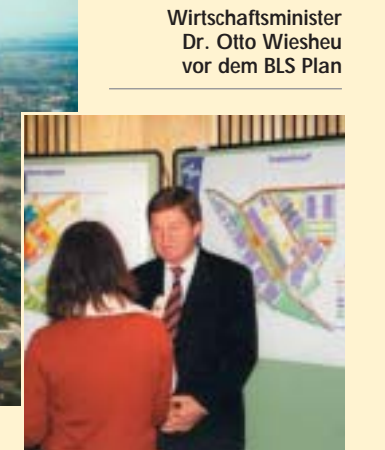 Wirtschaftsminister
Dr. Otto Wiesheu
vor dem BLS Plan